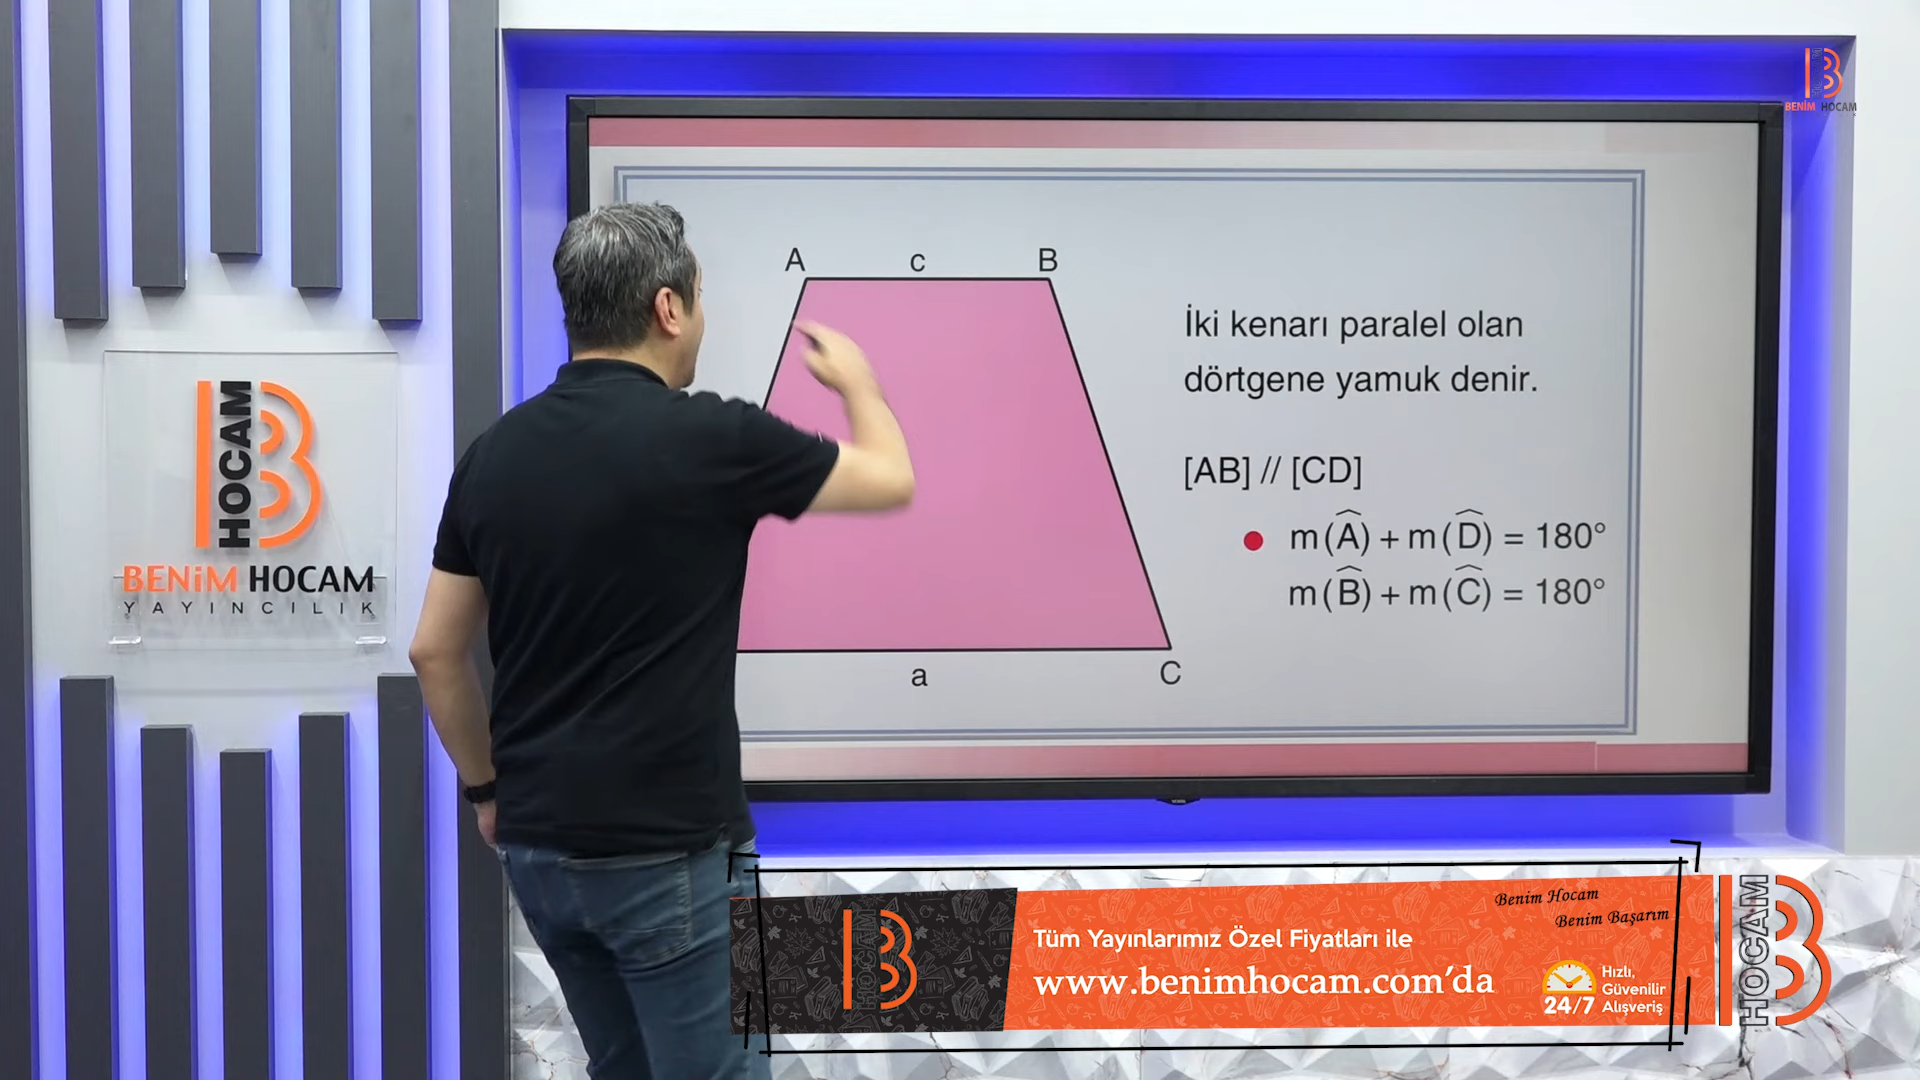 BENİM HOCAM
A
c
B
İki kenarı paralel olan
dörtgene yamuk denir.
[AB] // [CD]
m(A) + m(D) = 180°
m(B) + m(C) = 180°
a
C
HOCAM
BENiM HOCAM
YAYINCILIK
Benim Hocam
Benim Başarım
Tüm Yayınlarımız Özel Fiyatları ile
www.benimhocam.com'da
24/7
Hızlı,
Güvenilir
Alışveriş
HOCAM